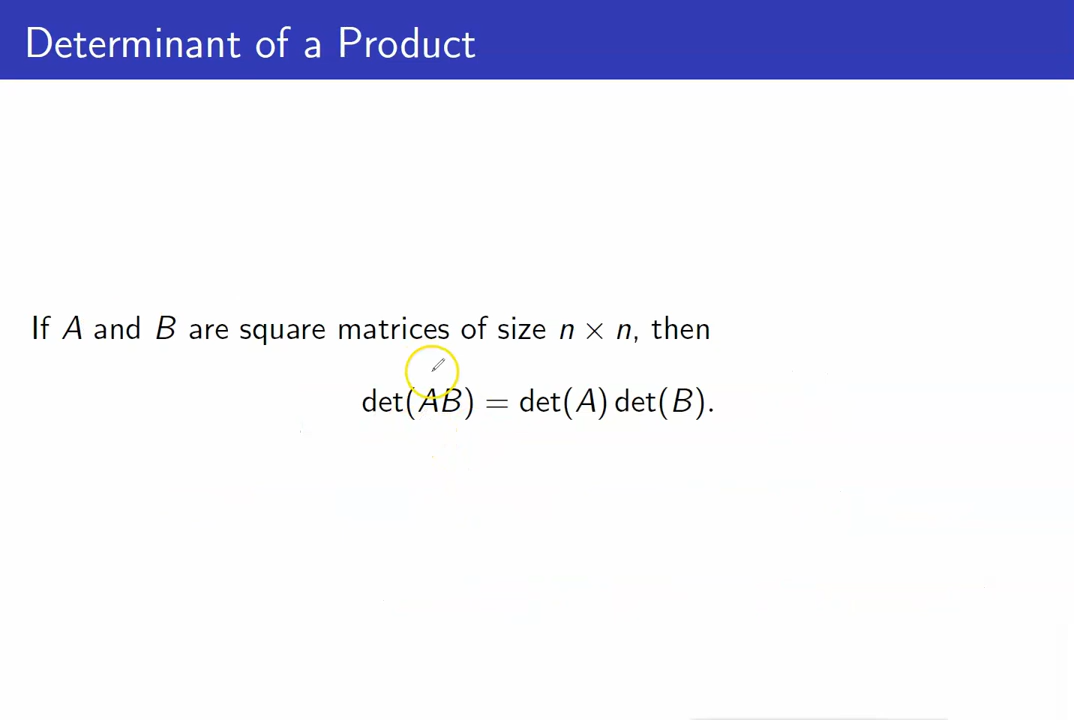 Determinant of a Product
If A and B are square matrices of size n × n, then
det(AB) = det(A) det(B).